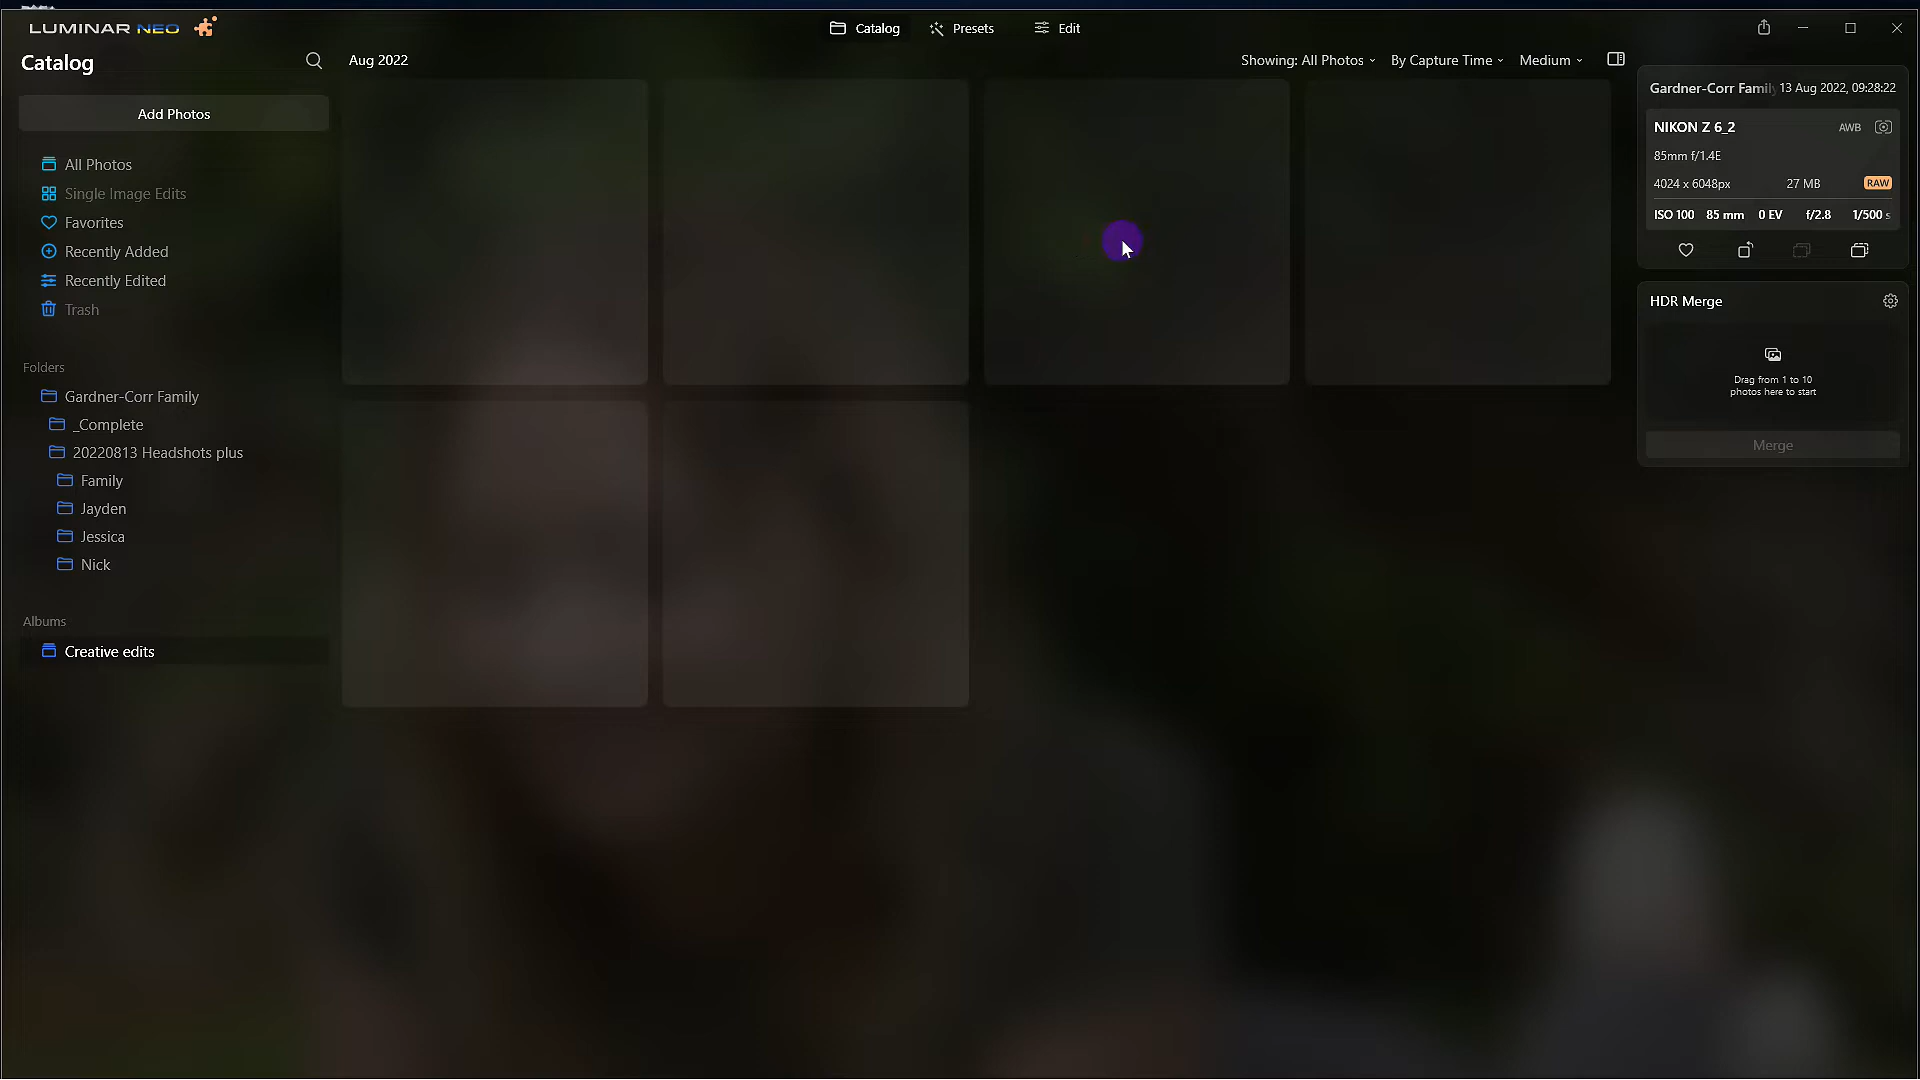 LUMINAR NEO
Catalog
Presets
Edit
Catalog
Aug 2022
Showing: All Photos
By Capture Time
Medium
Add Photos
All Photos
Single Image Edits
Favorites
Recently Added
Recently Edited
Trash
Folders
Gardner-Corr Family
_Complete
20220813 Headshots plus
Family
Jayden
Jessica
Nick
Albums
Creative edits
Gardner-Corr Family 13 Aug 2022, 09:28:22
NIKON Z 6_2 AWB
85mm f/1.4E
4024 x 6048px 27 MB RAW
ISO 100 85 mm 0 EV f/2.8 1/500 s
HDR Merge
Drag from 1 to 10
photos here to start
Merge